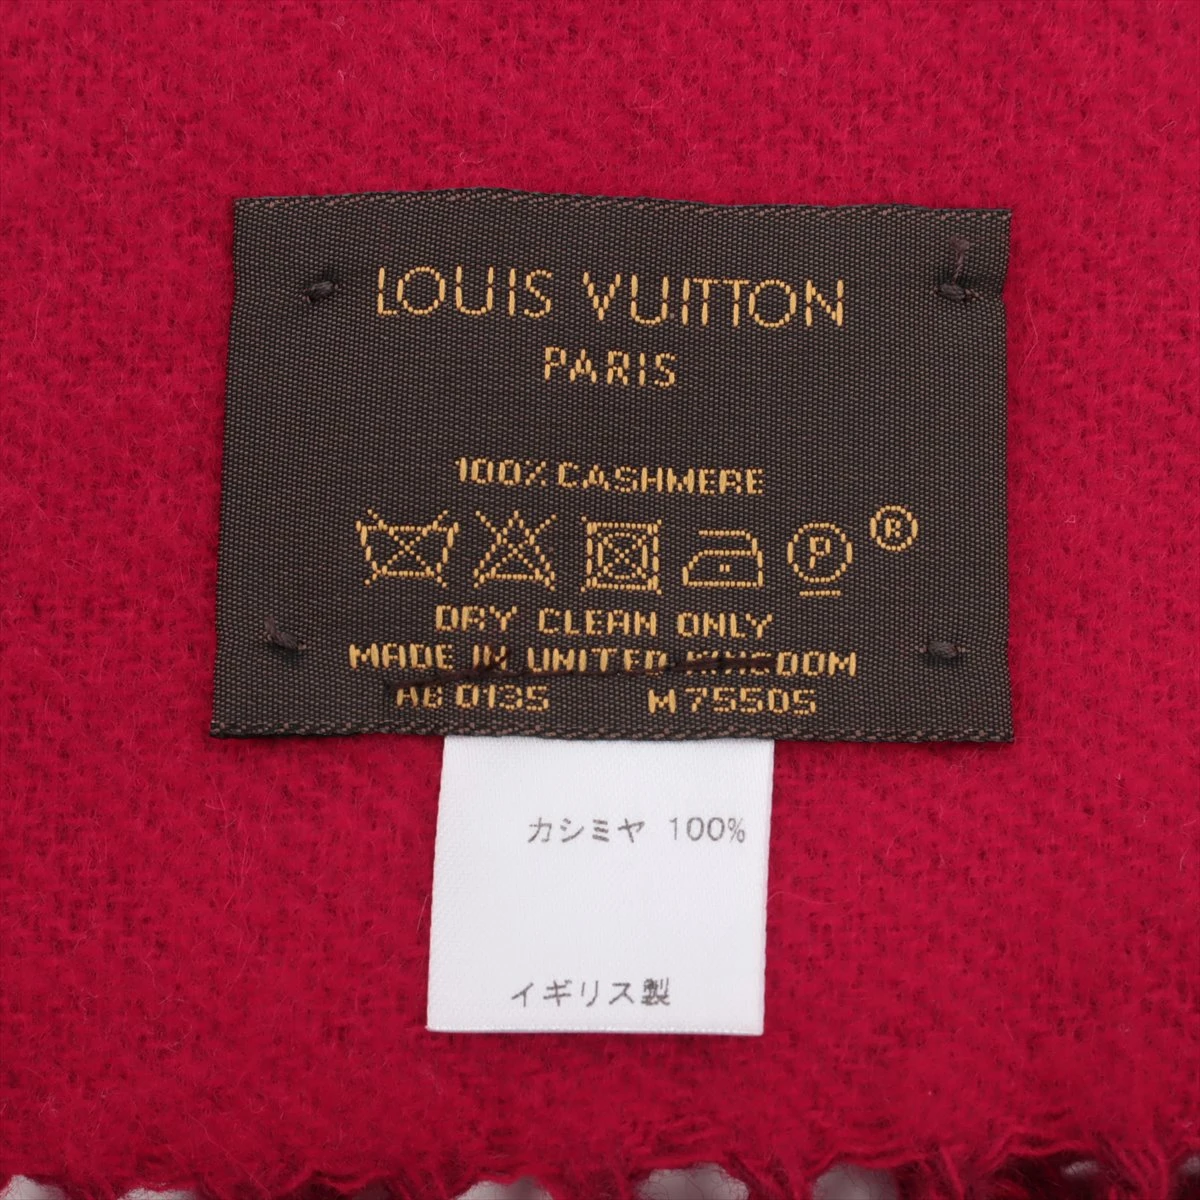 LOUIS VUITTON
PARIS
100% CASHMERE
P ®
DRY CLEAN ONLY
MADE IN UNITED KINGDOM
AB 0135 M75505
カシミヤ 100%
イギリス製